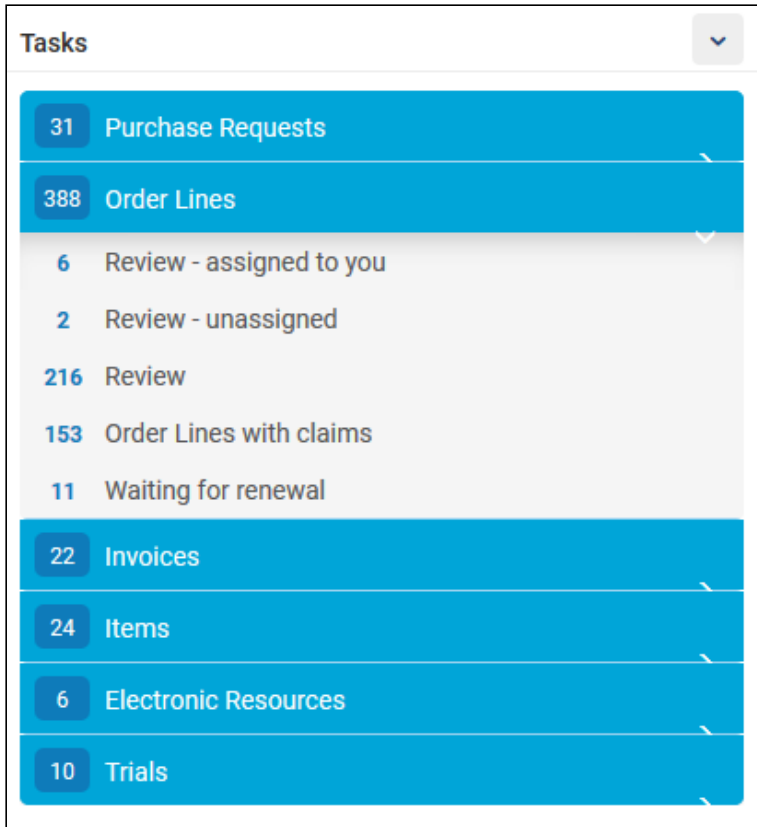 Tasks
31 Purchase Requests
388 Order Lines
6 Review - assigned to you
2 Review - unassigned
216 Review
153 Order Lines with claims
11 Waiting for renewal
22 Invoices
24 Items
6 Electronic Resources
10 Trials